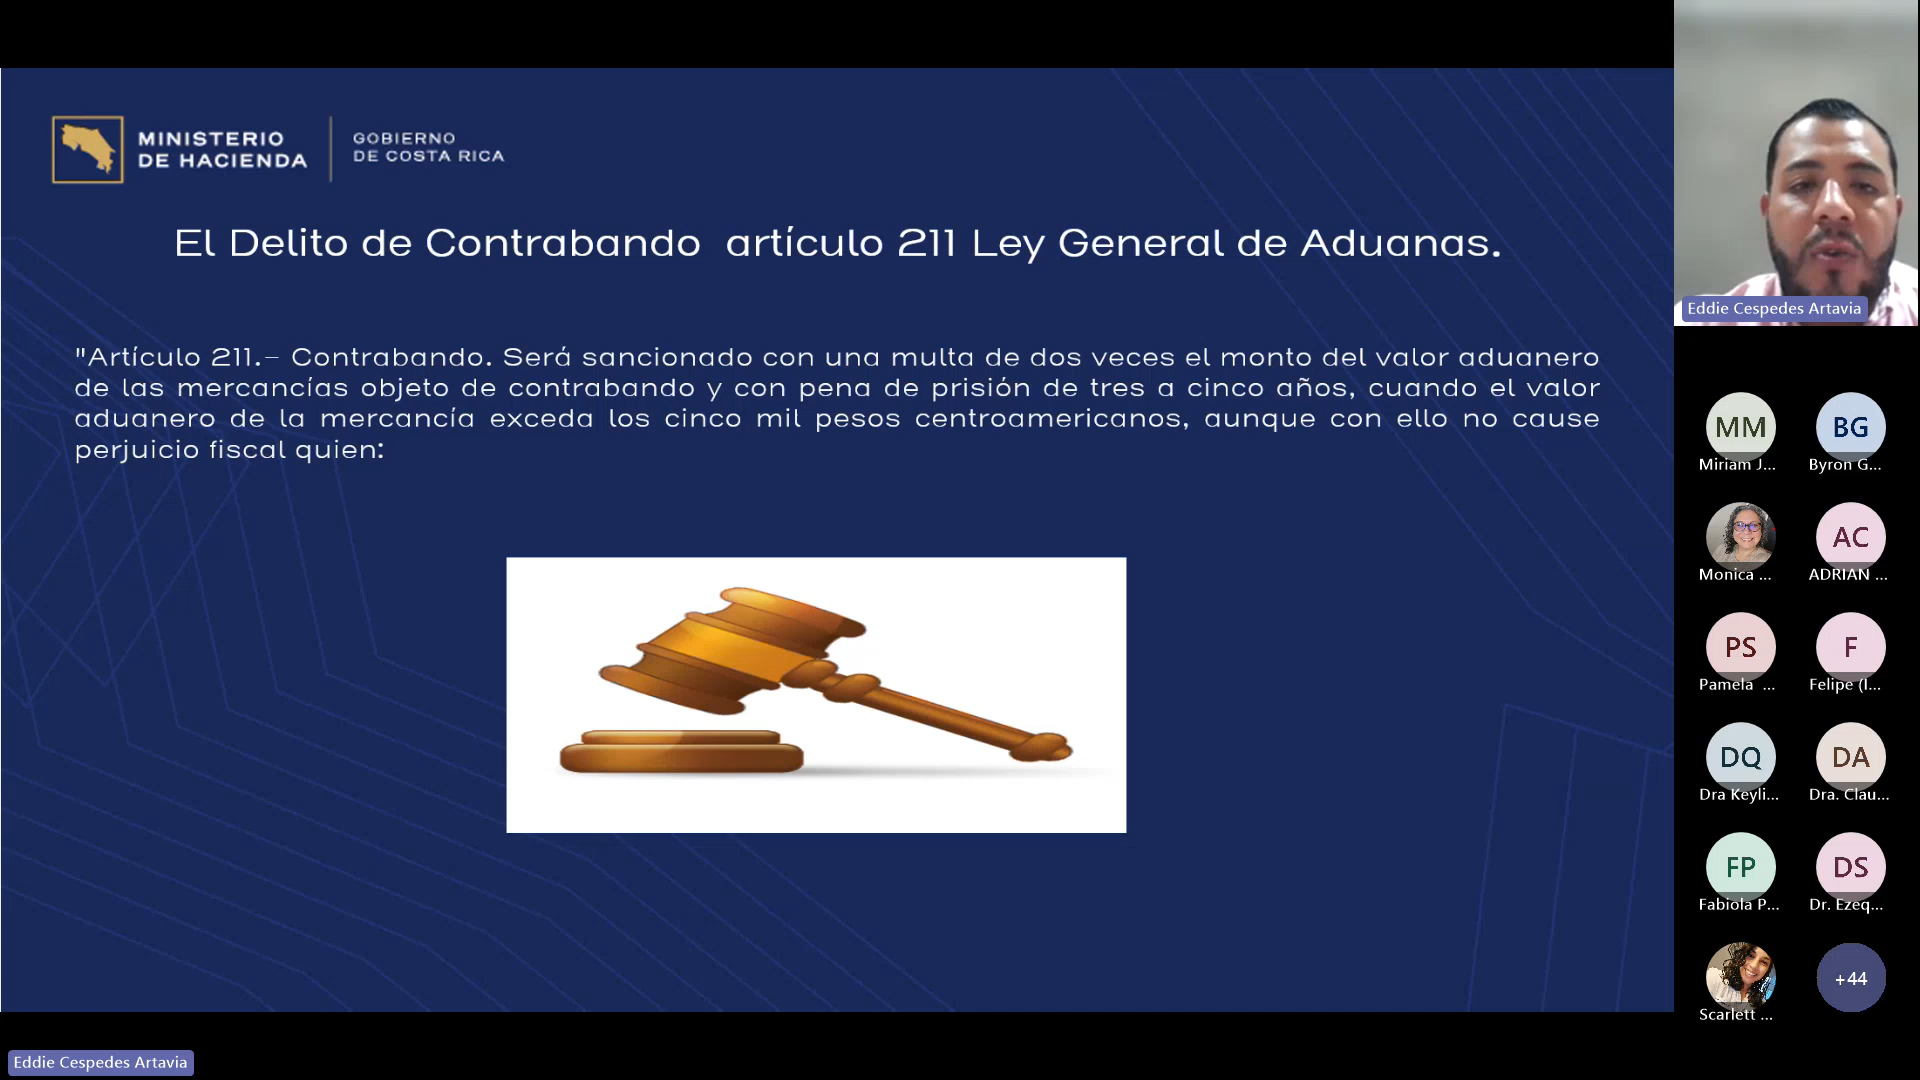 MINISTERIO
DE HACIENDA
GOBIERNO
DE COSTA RICA
El Delito de Contrabando artículo 211 Ley General de Aduanas.
"Artículo 211.– Contrabando. Será sancionado con una multa de dos veces el monto del valor aduanero
de las mercancías objeto de contrabando y con pena de prisión de tres a cinco años, cuando el valor
aduanero de la mercancía exceda los cinco mil pesos centroamericanos, aunque con ello no cause
perjuicio fiscal quien:
Eddie Cespedes Artavia
MM
Miriam J...
BG
Byron G...
Monica ...
AC
ADRIAN ...
PS
Pamela ...
F
Felipe (I...
DQ
Dra Keyli...
DA
Dra. Clau...
FP
Fabiola P...
DS
Dr. Ezeq...
Scarlett ...
+44
Eddie Cespedes Artavia